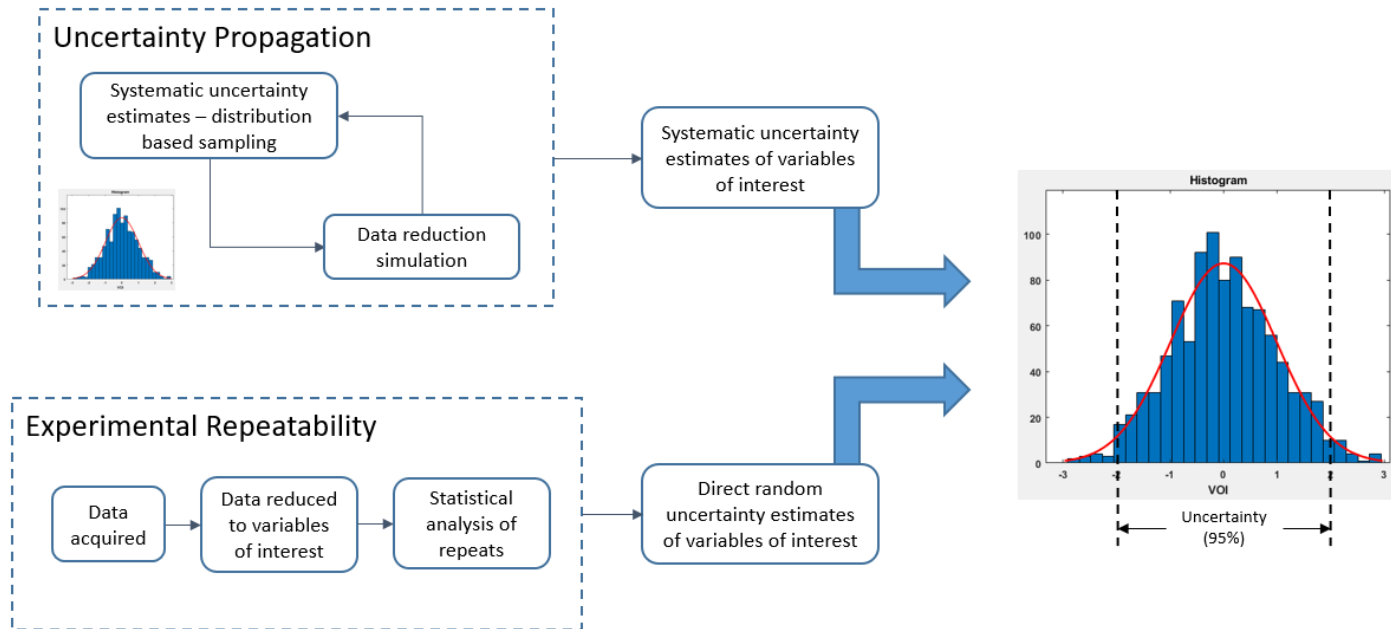 Uncertainty Propagation
Systematic uncertainty
estimates – distribution
based sampling
Histogram
VOI
Data reduction
simulation
Systematic uncertainty
estimates of variables
of interest
Experimental Repeatability
Data
acquired
Data reduced
to variables
of interest
Statistical
analysis of
repeats
Direct random
uncertainty estimates
of variables of interest
Histogram
100
80
60
40
20
0
-3 -2 -1 0 1 2 3
VOI
Uncertainty
(95%)